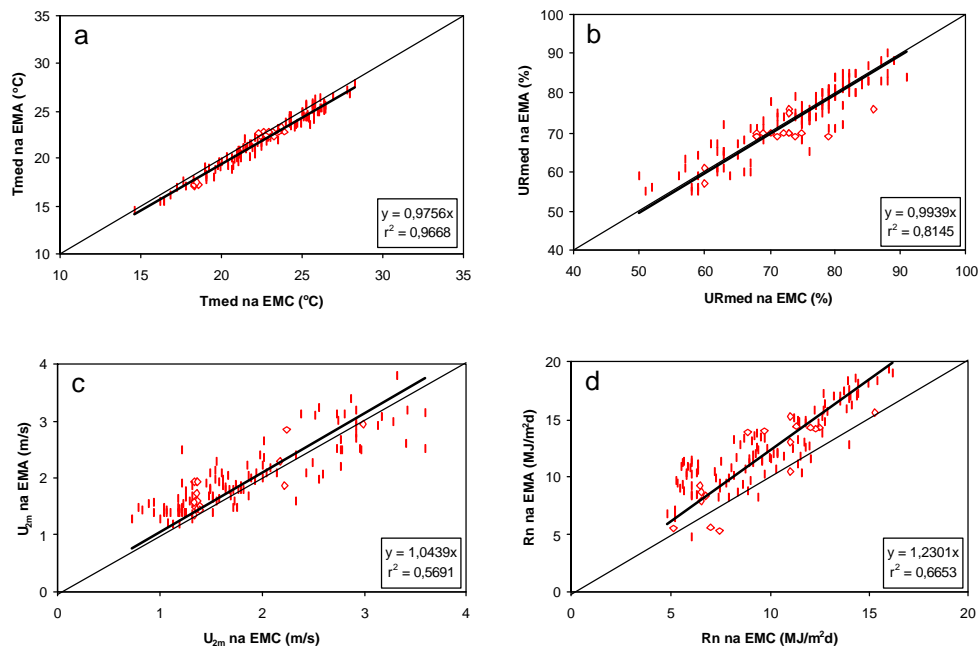 a
35
30
25
20
15
10
Tmed na EMA (°C)
10 15 20 25 30 35
Tmed na EMC (°C)
y = 0,9756x
r² = 0,9668
b
100
90
80
70
60
50
40
URmed na EMA (%)
40 50 60 70 80 90 100
URmed na EMC (%)
y = 0,9939x
r² = 0,8145
c
4
3
2
1
0
U2m na EMA (m/s)
0 1 2 3 4
U2m na EMC (m/s)
y = 1,0439x
r² = 0,5691
d
20
15
10
5
0
Rn na EMA (MJ/m²d)
0 5 10 15 20
Rn na EMC (MJ/m²d)
y = 1,2301x
r² = 0,6653